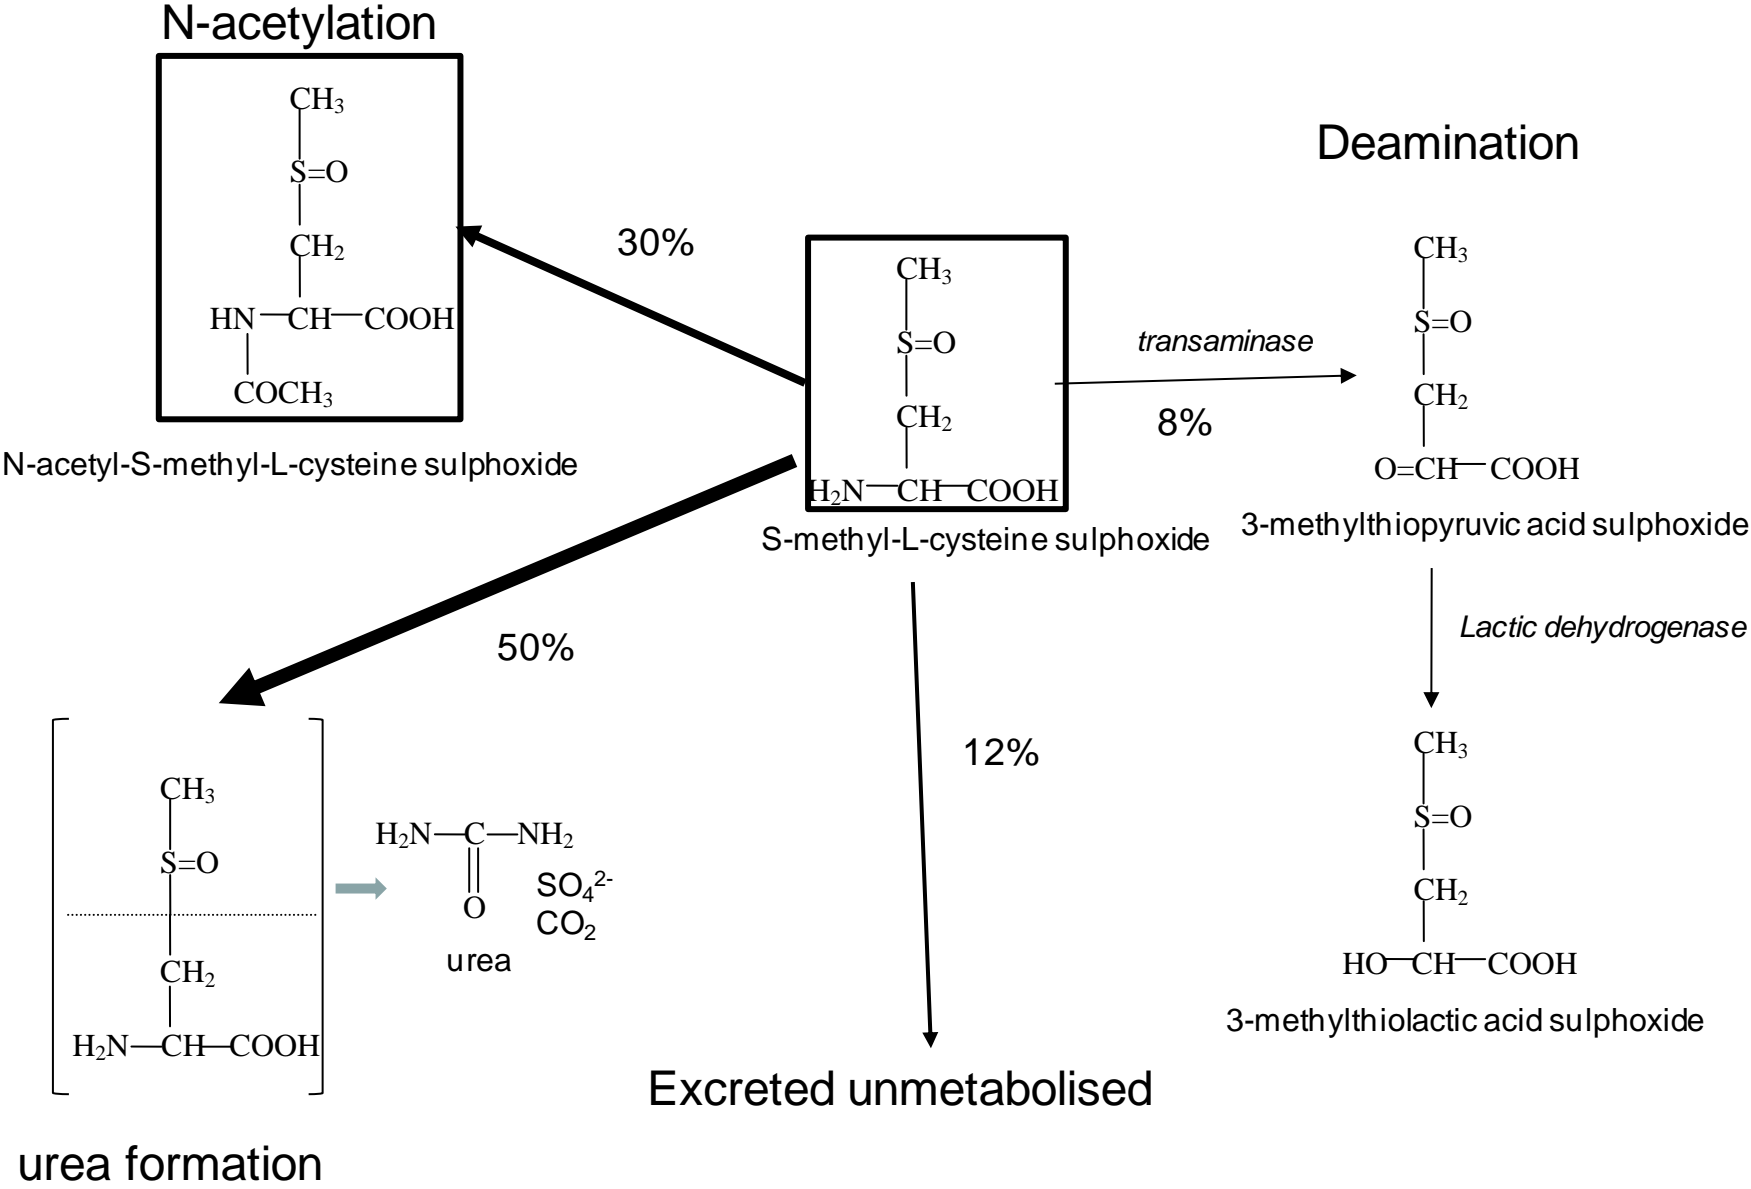 N-acetylation
CH₃
S=O
CH₂
HN—CH—COOH
COCH₃
N-acetyl-S-methyl-L-cysteine sulphoxide
30%
CH₃
S=O
CH₂
H₂N—CH—COOH
S-methyl-L-cysteine sulphoxide
transaminase
8%
Deamination
CH₃
S=O
CH₂
O=CH—COOH
3-methylthiopyruvic acid sulphoxide
Lactic dehydrogenase
CH₃
S=O
CH₂
HO—CH—COOH
3-methylthiolactic acid sulphoxide
50%
12%
Excreted unmetabolised
CH₃
S=O
CH₂
H₂N—CH—COOH
H₂N—C—NH₂
O
urea
SO₄²⁻
CO₂
urea formation